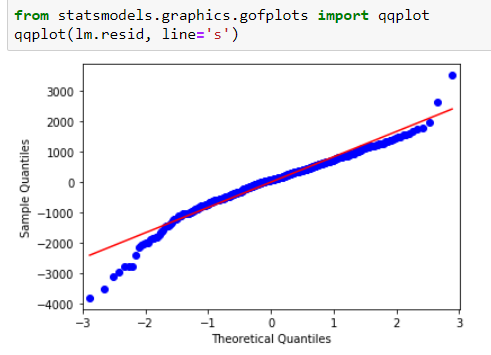 from statsmodels.graphics.gofplots import qqplot
qqplot(lm.resid, line='s')
3000
2000
1000
0
−1000
−2000
−3000
−4000
Sample Quantiles
−3 −2 −1 0 1 2 3
Theoretical Quantiles